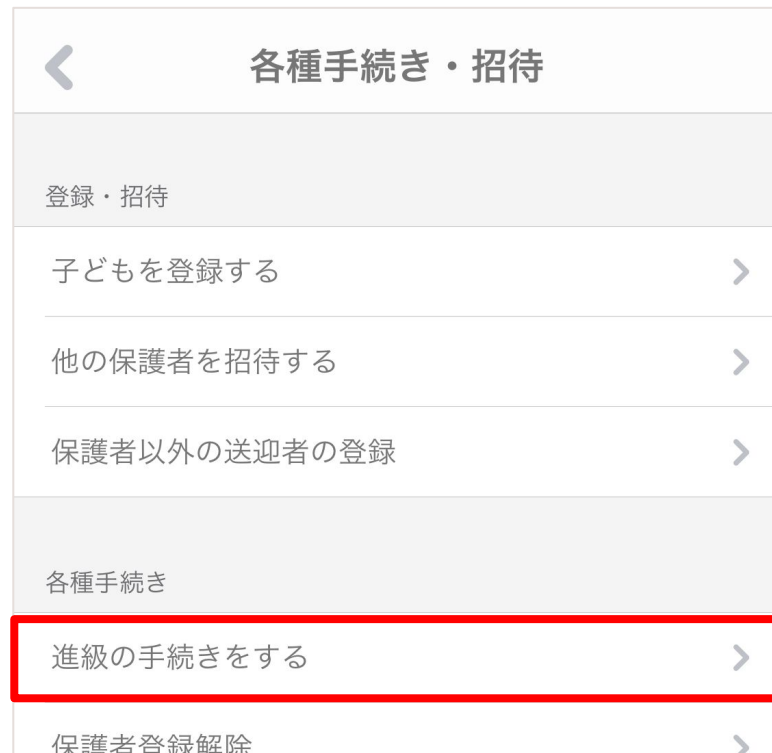 各種手続き・招待
登録・招待
子どもを登録する
他の保護者を招待する
保護者以外の送迎者の登録
各種手続き
進級の手続きをする
保護者登録解除